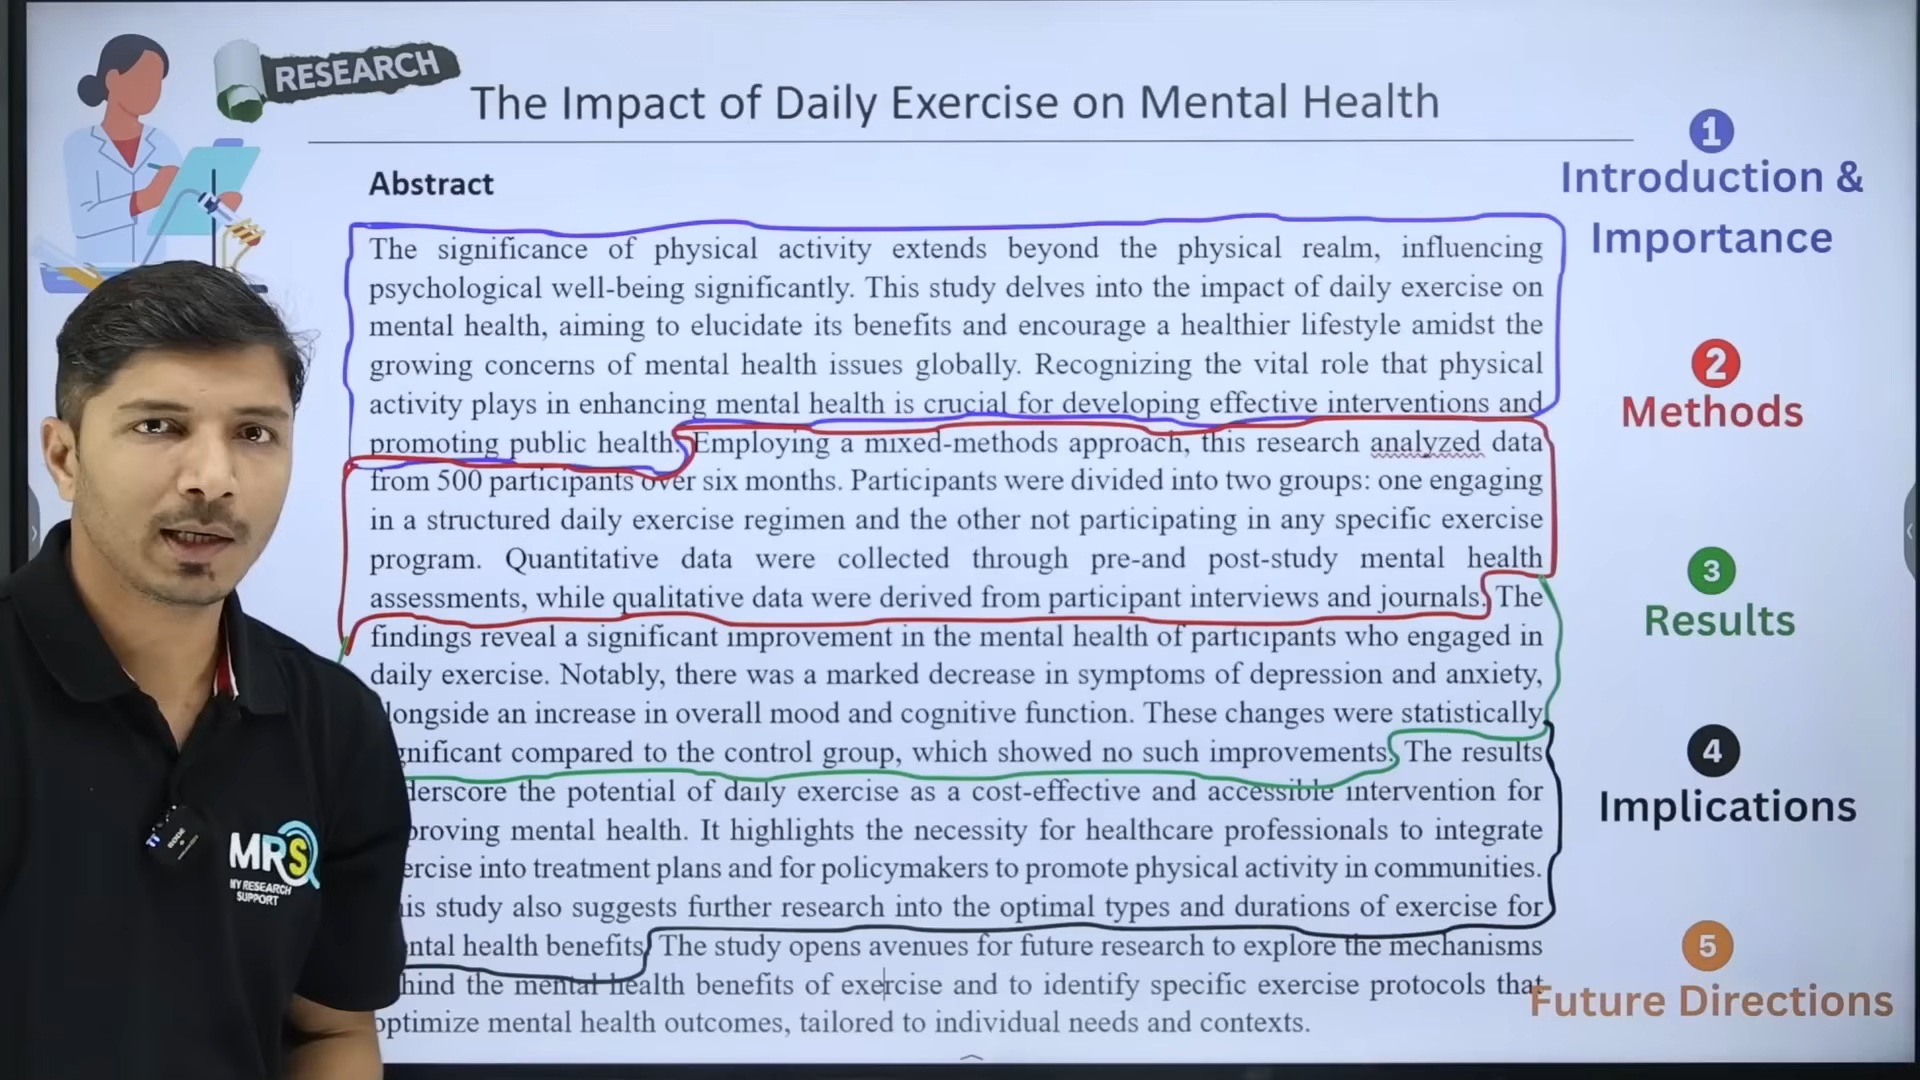 RESEARCH
The Impact of Daily Exercise on Mental Health
Abstract
The significance of physical activity extends beyond the physical realm, influencing
psychological well-being significantly. This study delves into the impact of daily exercise on
mental health, aiming to elucidate its benefits and encourage a healthier lifestyle amidst the
growing concerns of mental health issues globally. Recognizing the vital role that physical
activity plays in enhancing mental health is crucial for developing effective interventions and
promoting public health. Employing a mixed-methods approach, this research analyzed data
from 500 participants over six months. Participants were divided into two groups: one engaging
in a structured daily exercise regimen and the other not participating in any specific exercise
program. Quantitative data were collected through pre-and post-study mental health
assessments, while qualitative data were derived from participant interviews and journals. The
findings reveal a significant improvement in the mental health of participants who engaged in
daily exercise. Notably, there was a marked decrease in symptoms of depression and anxiety,
longside an increase in overall mood and cognitive function. These changes were statistically
gnificant compared to the control group, which showed no such improvements. The results
derscore the potential of daily exercise as a cost-effective and accessible intervention for
proving mental health. It highlights the necessity for healthcare professionals to integrate
ercise into treatment plans and for policymakers to promote physical activity in communities.
is study also suggests further research into the optimal types and durations of exercise for
ntal health benefits. The study opens avenues for future research to explore the mechanisms
hind the mental health benefits of exercise and to identify specific exercise protocols that
optimize mental health outcomes, tailored to individual needs and contexts.
1
Introduction &
Importance
2
Methods
3
Results
4
Implications
5
Future Directions
RODE
MRS
MY RESEARCH
SUPPORT